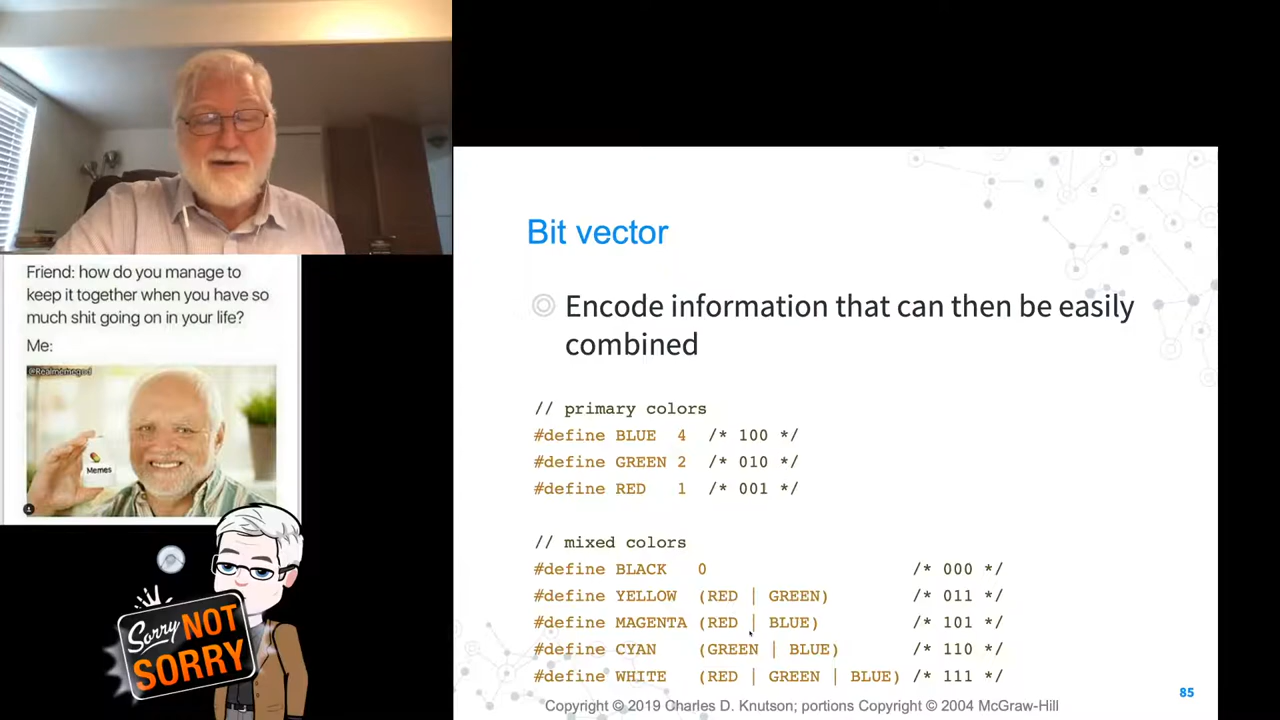 Friend: how do you manage to
keep it together when you have so
much shit going on in your life?
Me:
@Realmemegod
Memes
Sorry NOT
SORRY
Bit vector
Encode information that can then be easily
combined
// primary colors
#define BLUE 4 /* 100 */
#define GREEN 2 /* 010 */
#define RED 1 /* 001 */
// mixed colors
#define BLACK 0 /* 000 */
#define YELLOW (RED | GREEN) /* 011 */
#define MAGENTA (RED | BLUE) /* 101 */
#define CYAN (GREEN | BLUE) /* 110 */
#define WHITE (RED | GREEN | BLUE) /* 111 */
85
Copyright © 2019 Charles D. Knutson; portions Copyright © 2004 McGraw-Hill